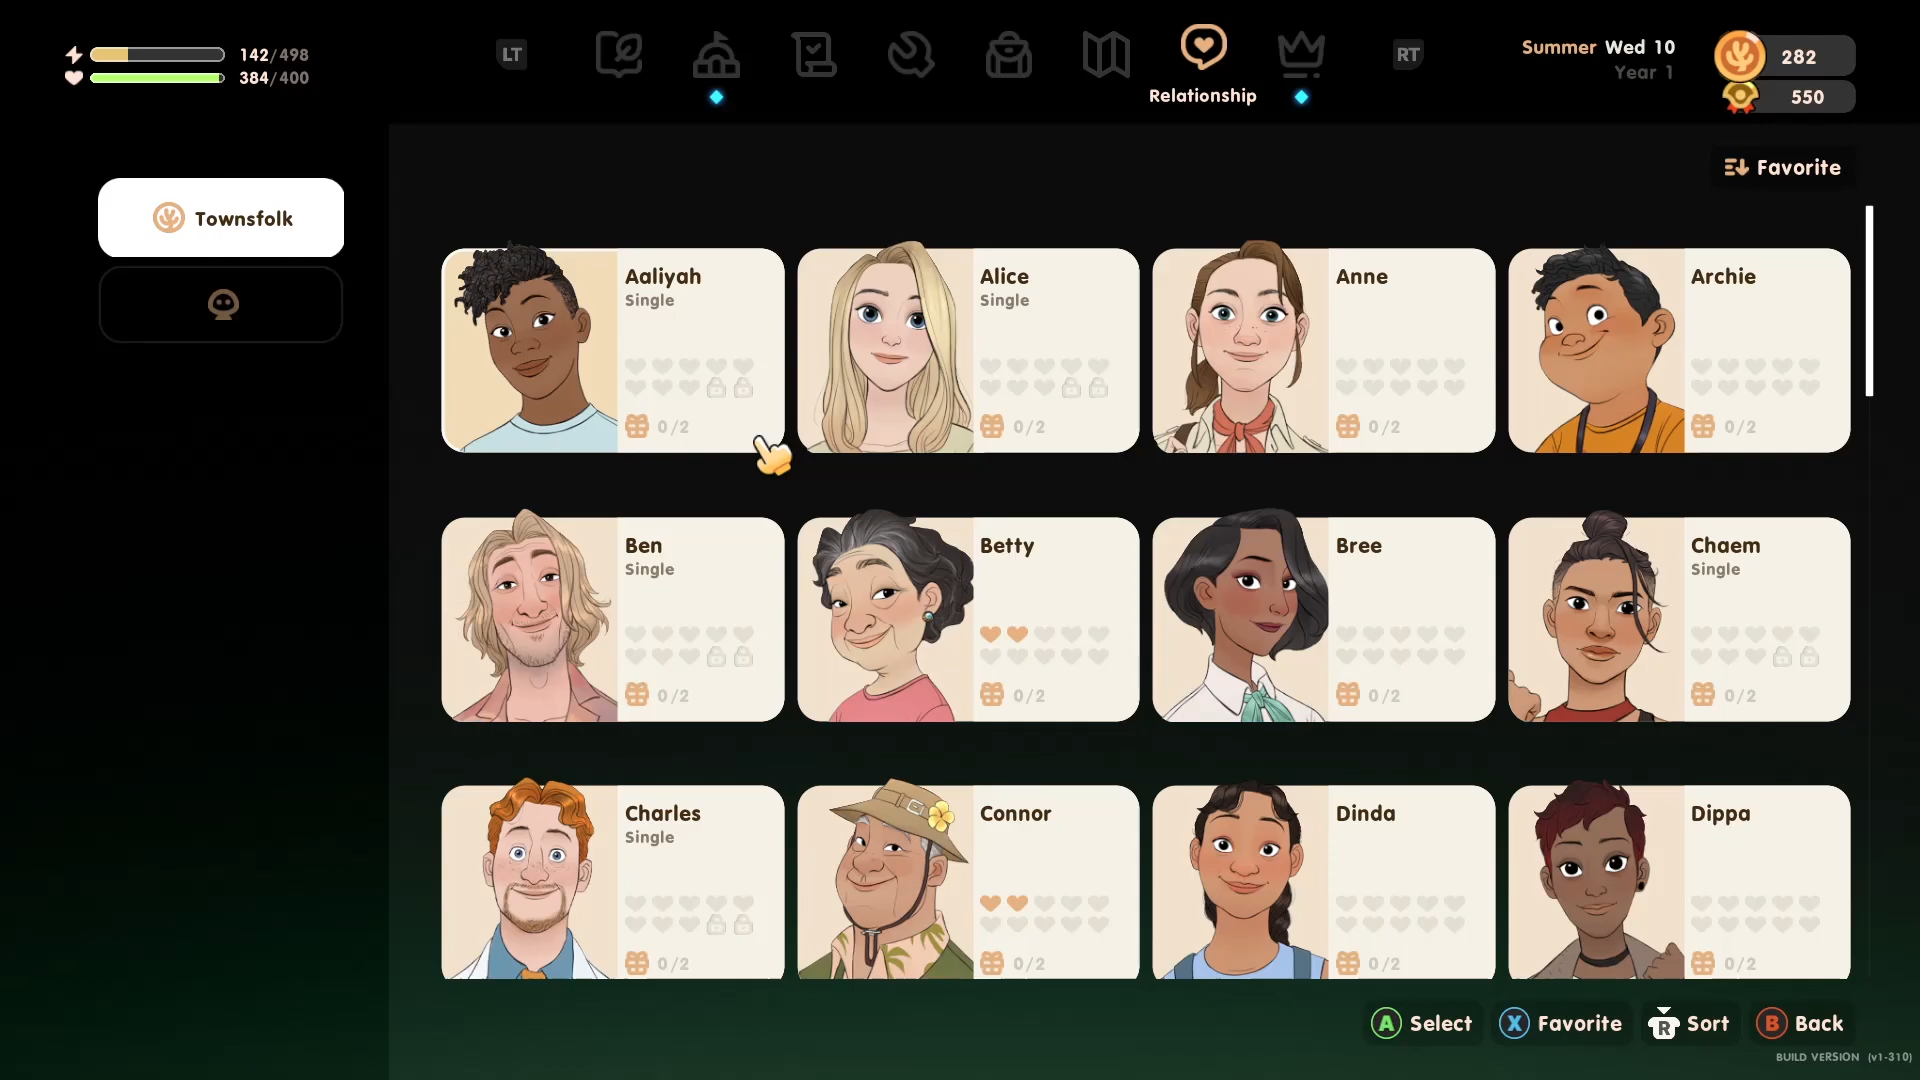 142/498
384/400
LT
Relationship
RT
Summer Wed 10
Year 1
282
550
Townsfolk
Favorite
Aaliyah
Single
0/2
Alice
Single
0/2
Anne
0/2
Archie
0/2
Ben
Single
0/2
Betty
0/2
Bree
0/2
Chaem
Single
0/2
Charles
Single
0/2
Connor
0/2
Dinda
0/2
Dippa
0/2
A Select
X Favorite
R Sort
B Back
BUILD VERSION (v1-310)